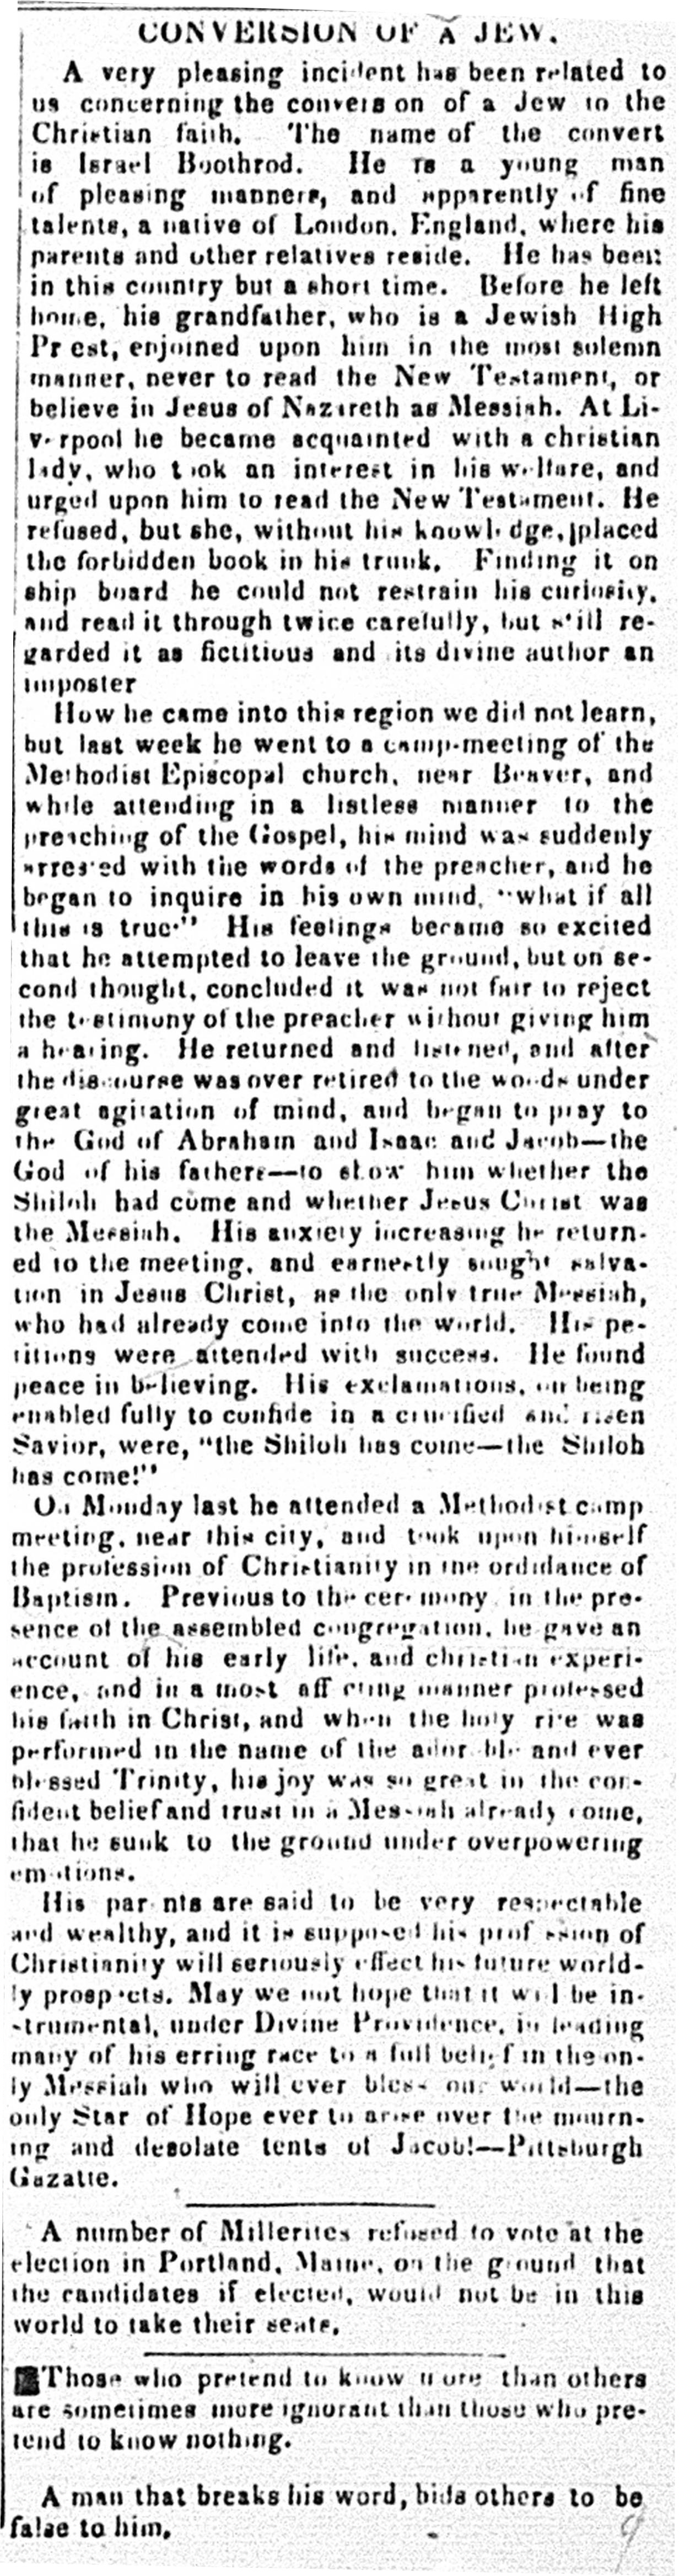 CONVERSION OF A JEW.
A very pleasing incident has been related to
us concerning the conversion of a Jew to the
Christian faith. The name of the convert
is Israel Boothrod. He is a young man
of pleasing manners, and apparently of fine
talents, a native of London, England, where his
parents and other relatives reside. He has been
in this country but a short time. Before he left
home, his grandfather, who is a Jewish High
Priest, enjoined upon him in the most solemn
manner, never to read the New Testament, or
believe in Jesus of Nazareth as Messiah. At Li-
verpool he became acquainted with a christian
lady, who took an interest in his welfare, and
urged upon him to read the New Testament. He
refused, but she, without his knowledge, placed
the forbidden book in his trunk. Finding it on
ship board he could not restrain his curiosity,
and read it through twice carefully, but still re-
garded it as fictitious and its divine author an
imposter
How he came into this region we did not learn,
but last week he went to a camp-meeting of the
Methodist Episcopal church, near Beaver, and
while attending in a listless manner to the
preaching of the Gospel, his mind was suddenly
arrested with the words of the preacher, and he
began to inquire in his own mind, "what if all
this is true." His feelings became so excited
that he attempted to leave the ground, but on se-
cond thought, concluded it was not fair to reject
the testimony of the preacher without giving him
a hearing. He returned and listened, and after
the discourse was over retired to the woods under
great agitation of mind, and began to pray to
the God of Abraham and Isaac and Jacob—the
God of his fathers—to show him whether the
Shiloh had come and whether Jesus Christ was
the Messiah. His anxiety increasing he return-
ed to the meeting, and earnestly sought salva-
tion in Jesus Christ, as the only true Messiah,
who had already come into the world. His pe-
titions were attended with success. He found
peace in believing. His exclamations, on being
enabled fully to confide in a crucified and risen
Savior, were, "the Shiloh has come—the Shiloh
has come!"
On Monday last he attended a Methodist camp
meeting, near this city, and took upon himself
the profession of Christianity in the ordidance of
Baptism. Previous to the ceremony in the pre-
sence of the assembled congregation, he gave an
account of his early life, and christian experi-
ence, and in a most affecting manner professed
his faith in Christ, and when the holy rite was
performed in the name of the adorable and ever
blessed Trinity, his joy was so great in the con-
fident belief and trust in a Messiah already come,
that he sunk to the ground under overpowering
emotions.
His parents are said to be very respectable
and wealthy, and it is supposed his profession of
Christianity will seriously effect his future world-
ly prospects. May we not hope that it will be in-
strumental, under Divine Providence, in leading
many of his erring race to a full belief in the on-
ly Messiah who will ever bless our world—the
only Star of Hope ever to arise over the mourn-
ing and desolate tents of Jacob!—Pittsburgh
Gazatte.
A number of Millerites refused to vote at the
election in Portland, Maine, on the ground that
the candidates if elected, would not be in this
world to take their seats.
Those who pretend to know more than others
are sometimes more ignorant than those who pre-
tend to know nothing.
A man that breaks his word, bids others to be
false to him.
9